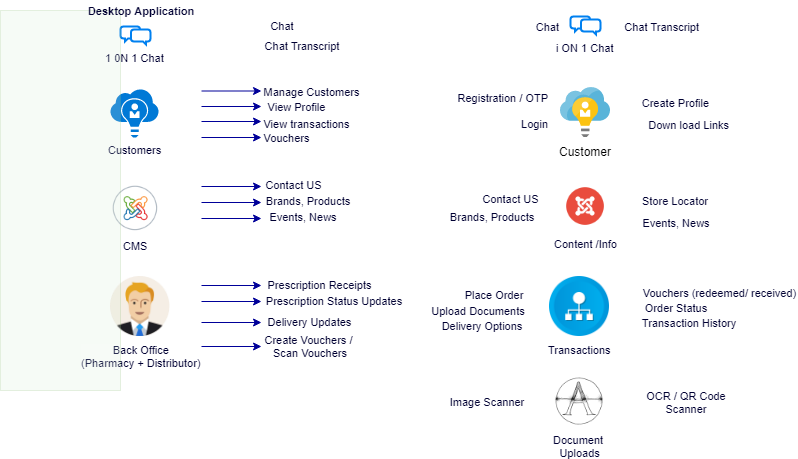 Desktop Application
1 0N 1 Chat
Chat
Chat Transcript
Customers
Manage Customers
View Profile
View transactions
Vouchers
CMS
Contact US
Brands, Products
Events, News
Back Office
(Pharmacy + Distributor)
Prescription Receipts
Prescription Status Updates
Delivery Updates
Create Vouchers /
Scan Vouchers
Chat
i ON 1 Chat
Chat Transcript
Registration / OTP
Login
Customer
Create Profile
Down load Links
Contact US
Brands, Products
Content /Info
Store Locator
Events, News
Place Order
Upload Documents
Delivery Options
Transactions
Vouchers (redeemed/ received)
Order Status
Transaction History
Image Scanner
A
Document
Uploads
OCR / QR Code
Scanner